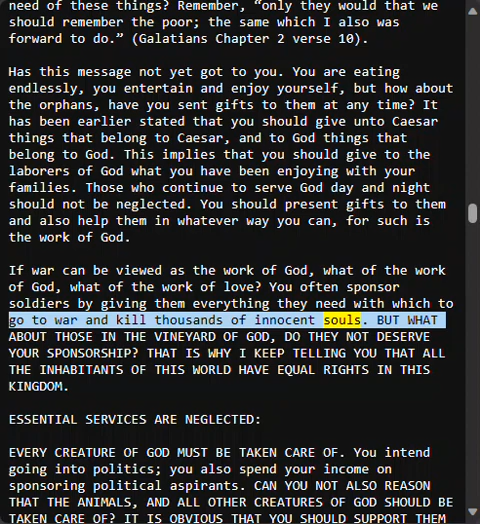 need of these things? Remember, "only they would that we
should remember the poor; the same which I also was
forward to do." (Galatians Chapter 2 verse 10).
Has this message not yet got to you. You are eating
endlessly, you entertain and enjoy yourself, but how about
the orphans, have you sent gifts to them at any time? It
has been earlier stated that you should give unto Caesar
things that belong to Caesar, and to God things that
belong to God. This implies that you should give to the
laborers of God what you have been enjoying with your
families. Those who continue to serve God day and night
should not be neglected. You should present gifts to them
and also help them in whatever way you can, for such is
the work of God.
If war can be viewed as the work of God, what of the work
of God, what of the work of love? You often sponsor
soldiers by giving them everything they need with which to
go to war and kill thousands of innocent souls. BUT WHAT
ABOUT THOSE IN THE VINEYARD OF GOD, DO THEY NOT DESERVE
YOUR SPONSORSHIP? THAT IS WHY I KEEP TELLING YOU THAT ALL
THE INHABITANTS OF THIS WORLD HAVE EQUAL RIGHTS IN THIS
KINGDOM.
ESSENTIAL SERVICES ARE NEGLECTED:
EVERY CREATURE OF GOD MUST BE TAKEN CARE OF. You intend
going into politics; you also spend your income on
sponsoring political aspirants. CAN YOU NOT ALSO REASON
THAT THE ANIMALS, AND ALL OTHER CREATURES OF GOD SHOULD BE
TAKEN CARE OF? IT IS OBVIOUS THAT YOU SHOULD SUPPORT THEM